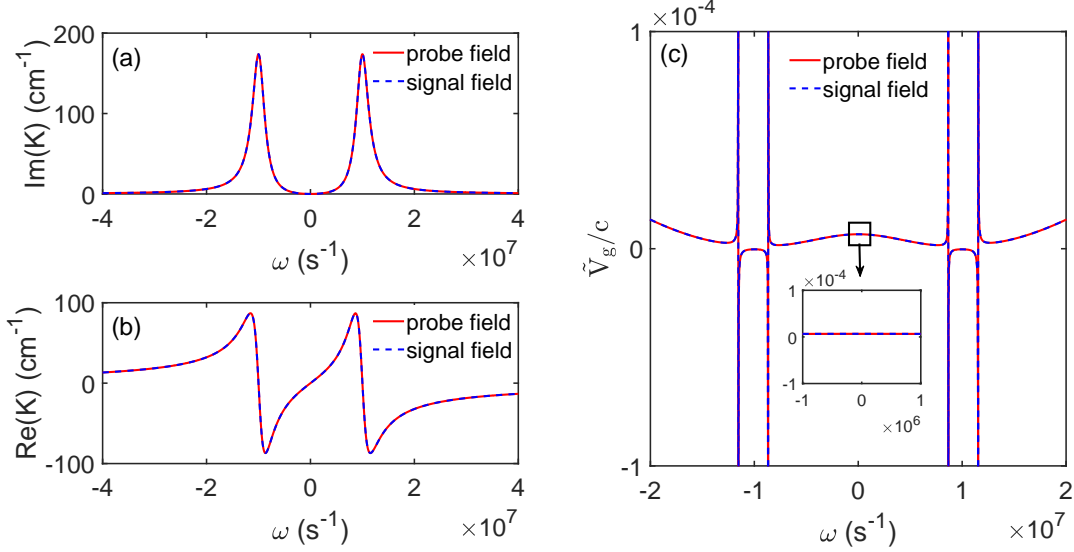 (a)
Im(K) (cm⁻¹)
200
100
0
probe field
signal field
-4 -2 0 2 4
ω (s⁻¹) ×10⁷
(b)
Re(K) (cm⁻¹)
100
0
-100
probe field
signal field
-4 -2 0 2 4
ω (s⁻¹) ×10⁷
×10⁻⁴
(c)
Ṽg/c
1
0
-1
probe field
signal field
×10⁻⁴
1
0
-1
-1 0 1
×10⁶
-2 -1 0 1 2
ω (s⁻¹) ×10⁷